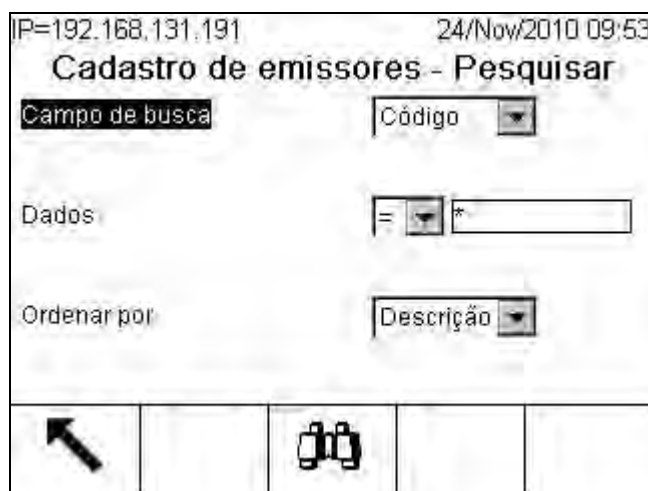 IP=192.168.131.191 24/Nov/2010 09:53
Cadastro de emissores - Pesquisar
Campo de busca Código
Dados = *
Ordenar por Descrição